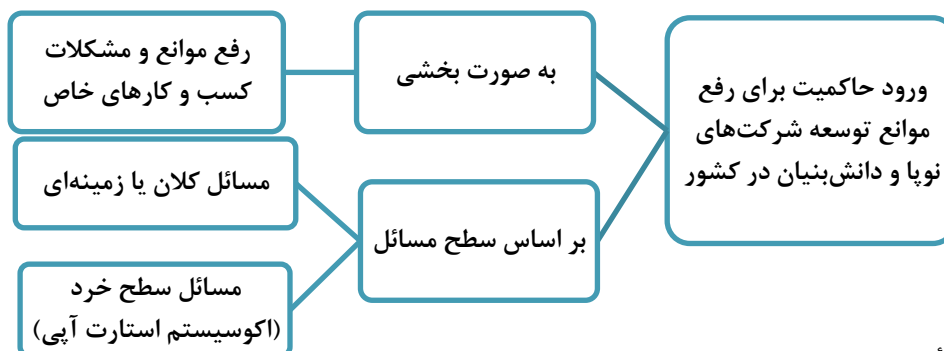 ورود حاکمیت برای رفع
موانع توسعه شرکت‌های
نوپا و دانش‌بنیان در کشور
به صورت بخشی
رفع موانع و مشکلات
کسب و کارهای خاص
بر اساس سطح مسائل
مسائل کلان یا زمینه‌ای
مسائل سطح خرد
(اکوسیستم استارت آپی)